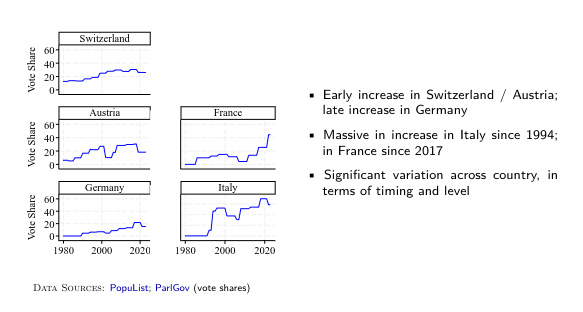 Switzerland
Vote Share
60
40
20
0
Austria
France
Vote Share
60
40
20
0
Germany
Italy
Vote Share
60
40
20
0
1980
2000
2020
1980
2000
2020
▪ Early increase in Switzerland / Austria;
late increase in Germany
▪ Massive in increase in Italy since 1994;
in France since 2017
▪ Significant variation across country, in
terms of timing and level
Data Sources: PopuList; ParlGov (vote shares)